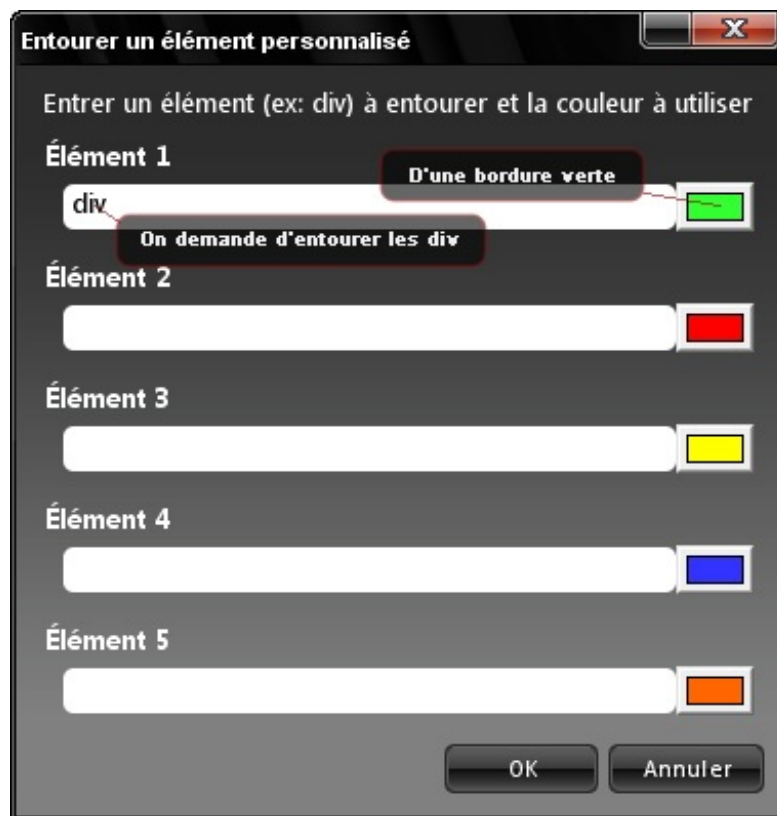 Entourer un élément personnalisé
X
Entrer un élément (ex: div) à entourer et la couleur à utiliser
Élément 1
D'une bordure verte
div
On demande d'entourer les div
Élément 2
Élément 3
Élément 4
Élément 5
OK
Annuler